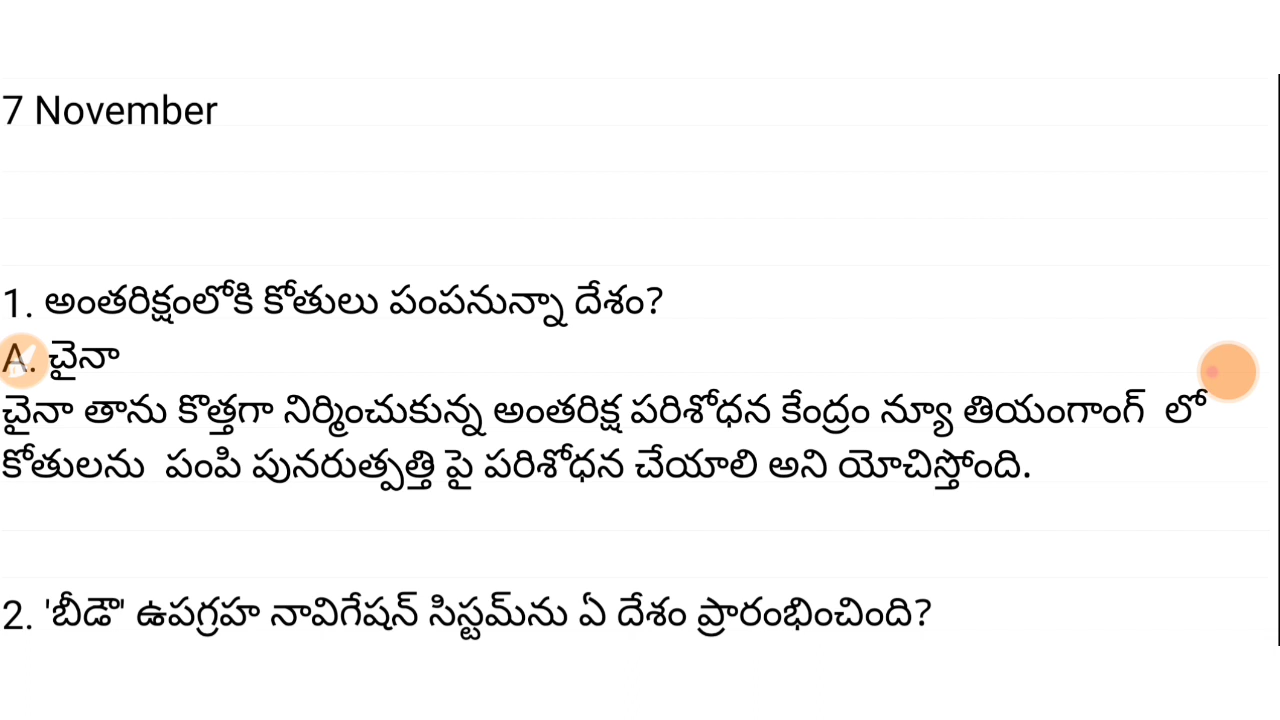 7 November
1. అంతరిక్షంలోకి కోతులు పంపనున్నా దేశం?
A. చైనా
చైనా తాను కొత్తగా నిర్మించుకున్న అంతరిక్ష పరిశోధన కేంద్రం న్యూ తియంగాంగ్ లో
కోతులను పంపి పునరుత్పత్తి పై పరిశోధన చేయాలి అని యోచిస్తోంది.
2. 'బీడౌ' ఉపగ్రహ నావిగేషన్ సిస్టమ్‌ను ఏ దేశం ప్రారంభించింది?